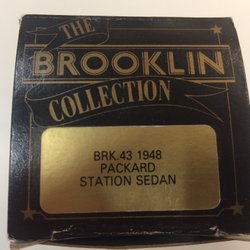 THE
BROOKLIN
COLLECTION
BRK.43 1948
PACKARD
STATION SEDAN